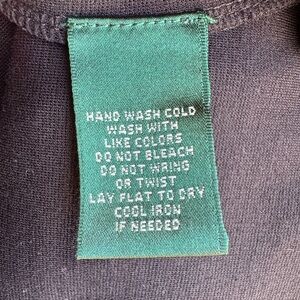 HAND WASH COLD
WASH WITH
LIKE COLORS
DO NOT BLEACH
DO NOT WRING
OR TWIST
LAY FLAT TO DRY
COOL IRON
IF NEEDED